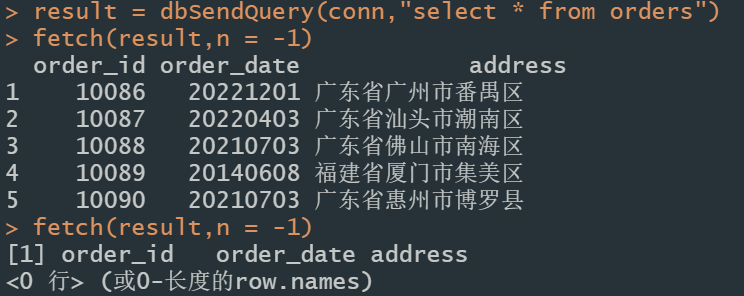 > result = dbSendQuery(conn,"select * from orders")
> fetch(result,n = -1)
  order_id order_date            address
1    10086   20221201 广东省广州市番禺区
2    10087   20220403 广东省汕头市潮南区
3    10088   20210703 广东省佛山市南海区
4    10089   20140608 福建省厦门市集美区
5    10090   20210703 广东省惠州市博罗县
> fetch(result,n = -1)
[1] order_id   order_date address   
<0 行> (或0-长度的row.names)